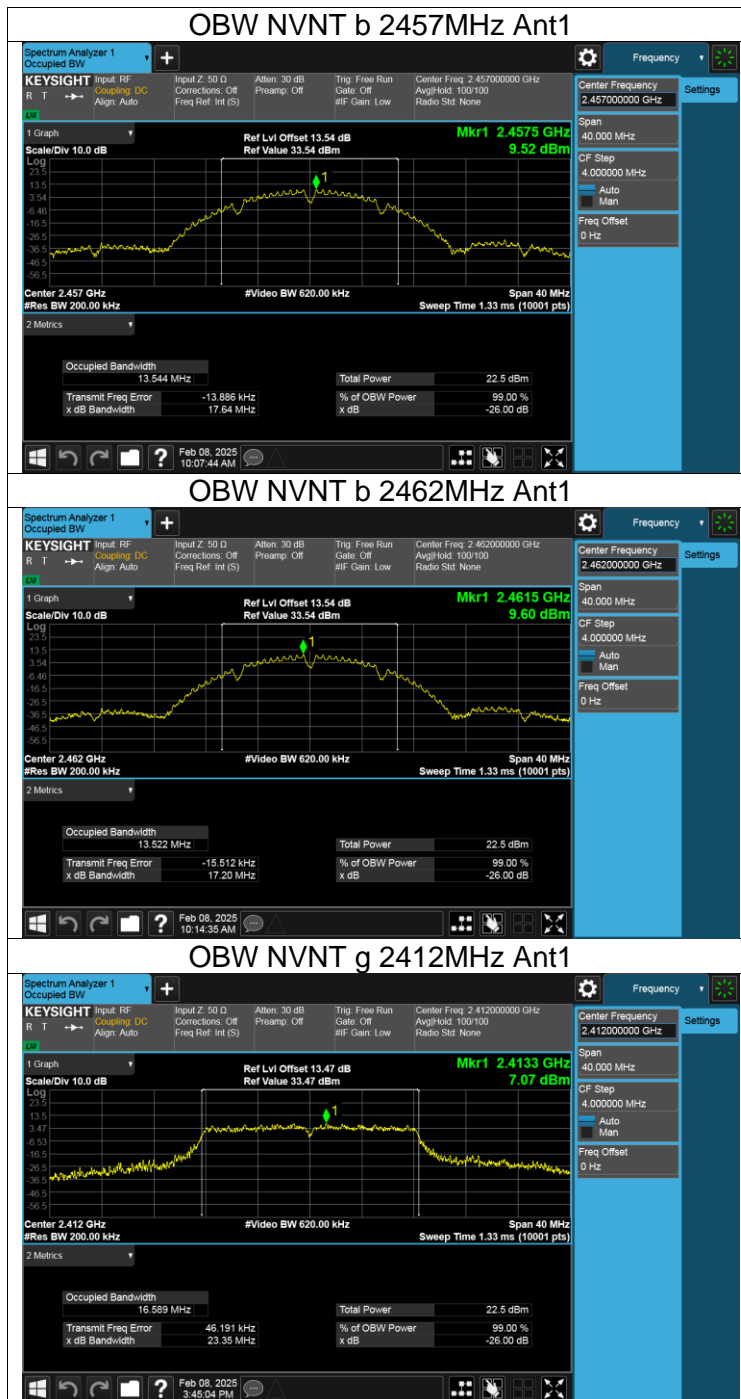 OBW NVNT b 2457MHz Ant1
Spectrum Analyzer 1
Occupied BW
+
Frequency
KEYSIGHT Input: RF Input Z: 50 Ω Atten: 30 dB Trig: Free Run Center Freq: 2.457000000 GHz
R T Coupling: DC Corrections: Off Preamp: Off Gate: Off Avg|Hold: 100/100
Align: Auto Freq Ref: Int (S) #IF Gain: Low Radio Std: None
LXI
Center Frequency
2.457000000 GHz
Settings
Span
40.000 MHz
CF Step
4.000000 MHz
Auto
Man
Freq Offset
0 Hz
1 Graph Ref Lvl Offset 13.54 dB Mkr1 2.4575 GHz
Scale/Div 10.0 dB Ref Value 33.54 dBm 9.52 dBm
Log
23.5
13.5
3.54
-6.46
-16.5
-26.5
-36.5
-46.5
-56.5
1
Center 2.457 GHz #Video BW 620.00 kHz Span 40 MHz
#Res BW 200.00 kHz Sweep Time 1.33 ms (10001 pts)
2 Metrics
Occupied Bandwidth
13.544 MHz Total Power 22.5 dBm
Transmit Freq Error -13.886 kHz % of OBW Power 99.00 %
x dB Bandwidth 17.64 MHz x dB -26.00 dB
? Feb 08, 2025
10:07:44 AM
OBW NVNT b 2462MHz Ant1
Spectrum Analyzer 1
Occupied BW
+
Frequency
KEYSIGHT Input: RF Input Z: 50 Ω Atten: 30 dB Trig: Free Run Center Freq: 2.462000000 GHz
R T Coupling: DC Corrections: Off Preamp: Off Gate: Off Avg|Hold: 100/100
Align: Auto Freq Ref: Int (S) #IF Gain: Low Radio Std: None
LXI
Center Frequency
2.462000000 GHz
Settings
Span
40.000 MHz
CF Step
4.000000 MHz
Auto
Man
Freq Offset
0 Hz
1 Graph Ref Lvl Offset 13.54 dB Mkr1 2.4615 GHz
Scale/Div 10.0 dB Ref Value 33.54 dBm 9.60 dBm
Log
23.5
13.5
3.54
-6.46
-16.5
-26.5
-36.5
-46.5
-56.5
1
Center 2.462 GHz #Video BW 620.00 kHz Span 40 MHz
#Res BW 200.00 kHz Sweep Time 1.33 ms (10001 pts)
2 Metrics
Occupied Bandwidth
13.522 MHz Total Power 22.5 dBm
Transmit Freq Error -15.512 kHz % of OBW Power 99.00 %
x dB Bandwidth 17.20 MHz x dB -26.00 dB
? Feb 08, 2025
10:14:35 AM
OBW NVNT g 2412MHz Ant1
Spectrum Analyzer 1
Occupied BW
+
Frequency
KEYSIGHT Input: RF Input Z: 50 Ω Atten: 30 dB Trig: Free Run Center Freq: 2.412000000 GHz
R T Coupling: DC Corrections: Off Preamp: Off Gate: Off Avg|Hold: 100/100
Align: Auto Freq Ref: Int (S) #IF Gain: Low Radio Std: None
LXI
Center Frequency
2.412000000 GHz
Settings
Span
40.000 MHz
CF Step
4.000000 MHz
Auto
Man
Freq Offset
0 Hz
1 Graph Ref Lvl Offset 13.47 dB Mkr1 2.4133 GHz
Scale/Div 10.0 dB Ref Value 33.47 dBm 7.07 dBm
Log
23.5
13.5
3.47
-6.53
-16.5
-26.5
-36.5
-46.5
-56.5
1
Center 2.412 GHz #Video BW 620.00 kHz Span 40 MHz
#Res BW 200.00 kHz Sweep Time 1.33 ms (10001 pts)
2 Metrics
Occupied Bandwidth
16.589 MHz Total Power 22.5 dBm
Transmit Freq Error 46.191 kHz % of OBW Power 99.00 %
x dB Bandwidth 23.35 MHz x dB -26.00 dB
? Feb 08, 2025
3:45:04 PM